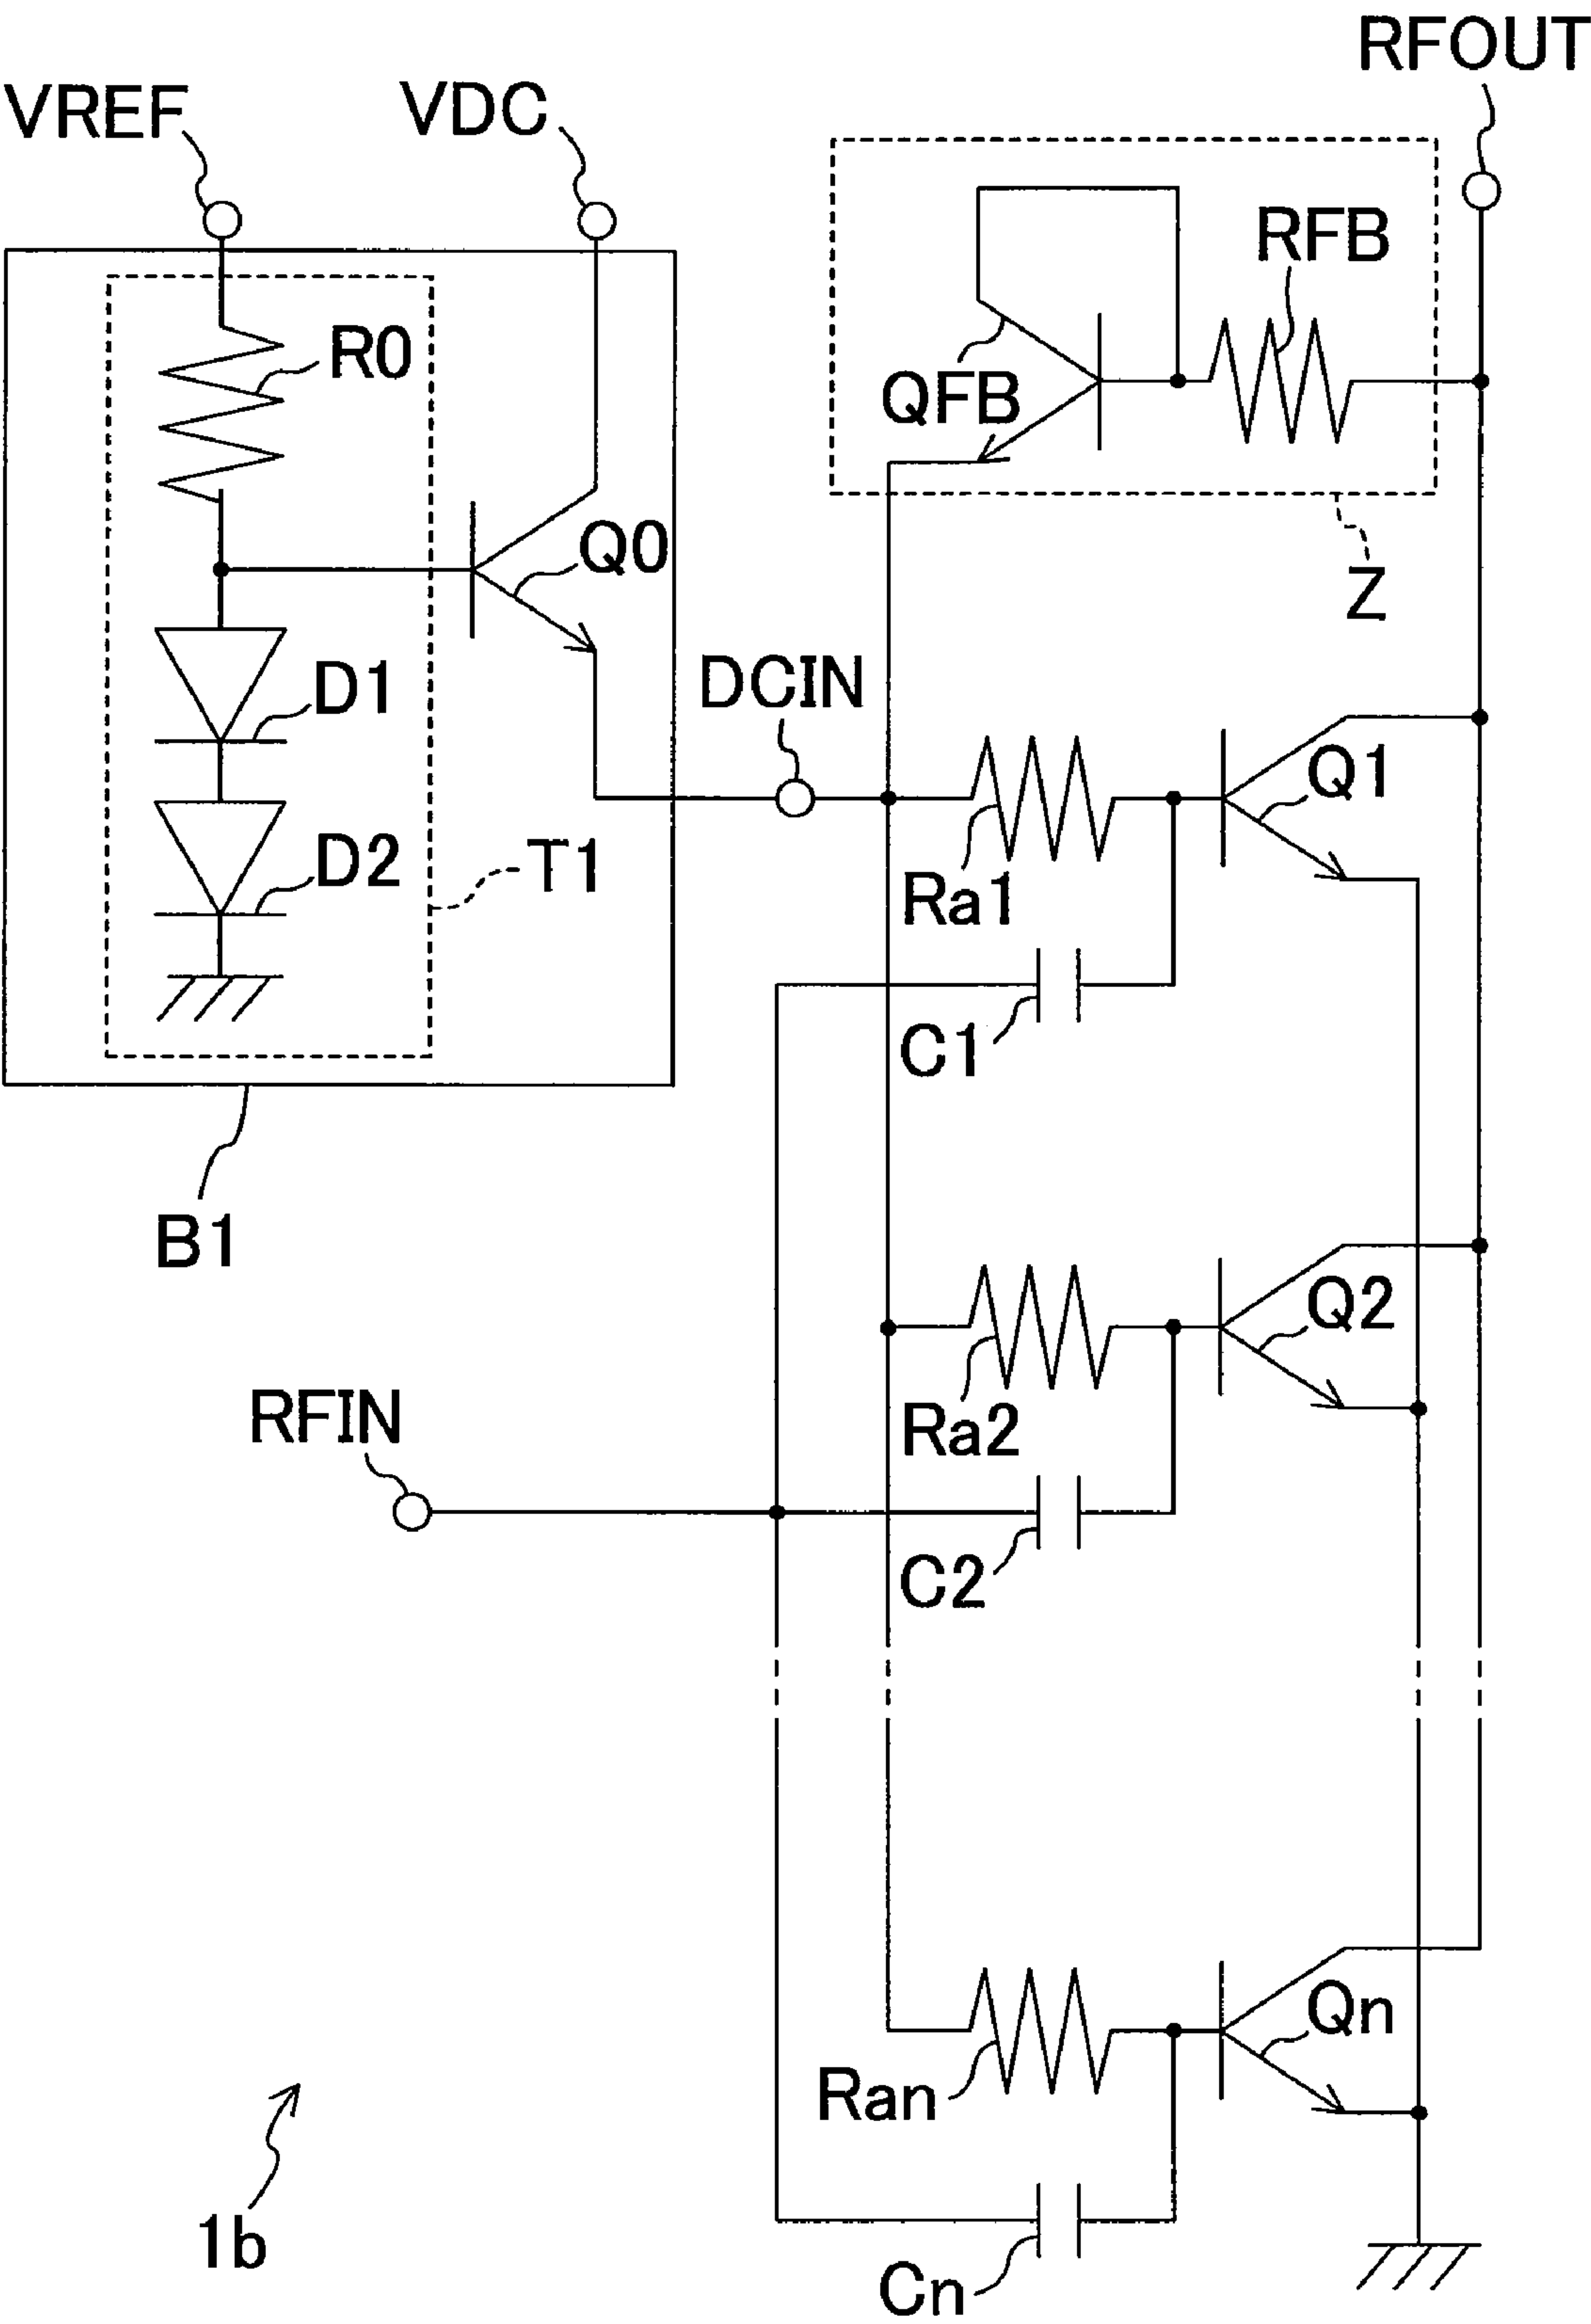 RFOUT
VREF
VDC
RFB
R0
QFB
Q0
Z
DCIN
D1
Q1
D2
T1
Ra1
C1
B1
Q2
RFIN
Ra2
C2
Qn
Ran
1b
Cn